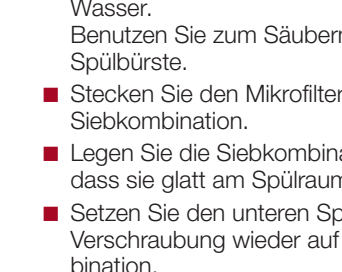 Wasser.
Benutzen Sie zum Säubern
Spülbürste.
■ Stecken Sie den Mikrofilter
Siebkombination.
■ Legen Sie die Siebkombina
dass sie glatt am Spülraum
■ Setzen Sie den unteren Sp
Verschraubung wieder auf
bination.